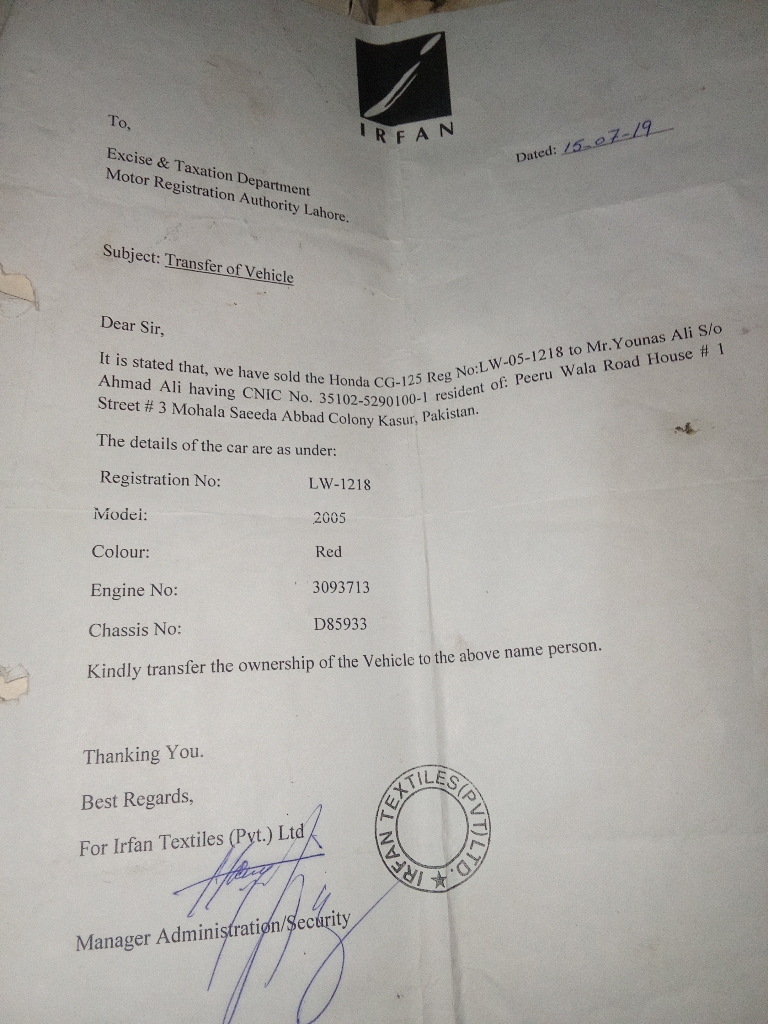 IRFAN
Dated: 15-07-19
To,
Excise & Taxation Department
Motor Registration Authority Lahore.
Subject: Transfer of Vehicle
Dear Sir,
It is stated that, we have sold the Honda CG-125 Reg No:LW-05-1218 to Mr.Younas Ali S/o
Ahmad Ali having CNIC No. 35102-5290100-1 resident of: Peeru Wala Road House # 1
Street # 3 Mohala Saeeda Abbad Colony Kasur, Pakistan.
The details of the car are as under:
Registration No: LW-1218
Model: 2005
Colour: Red
Engine No: 3093713
Chassis No: D85933
Kindly transfer the ownership of the Vehicle to the above name person.
Thanking You.
Best Regards,
For Irfan Textiles (Pvt.) Ltd
IRFAN TEXTILES(PVT)LTD.
Manager Administration/Security